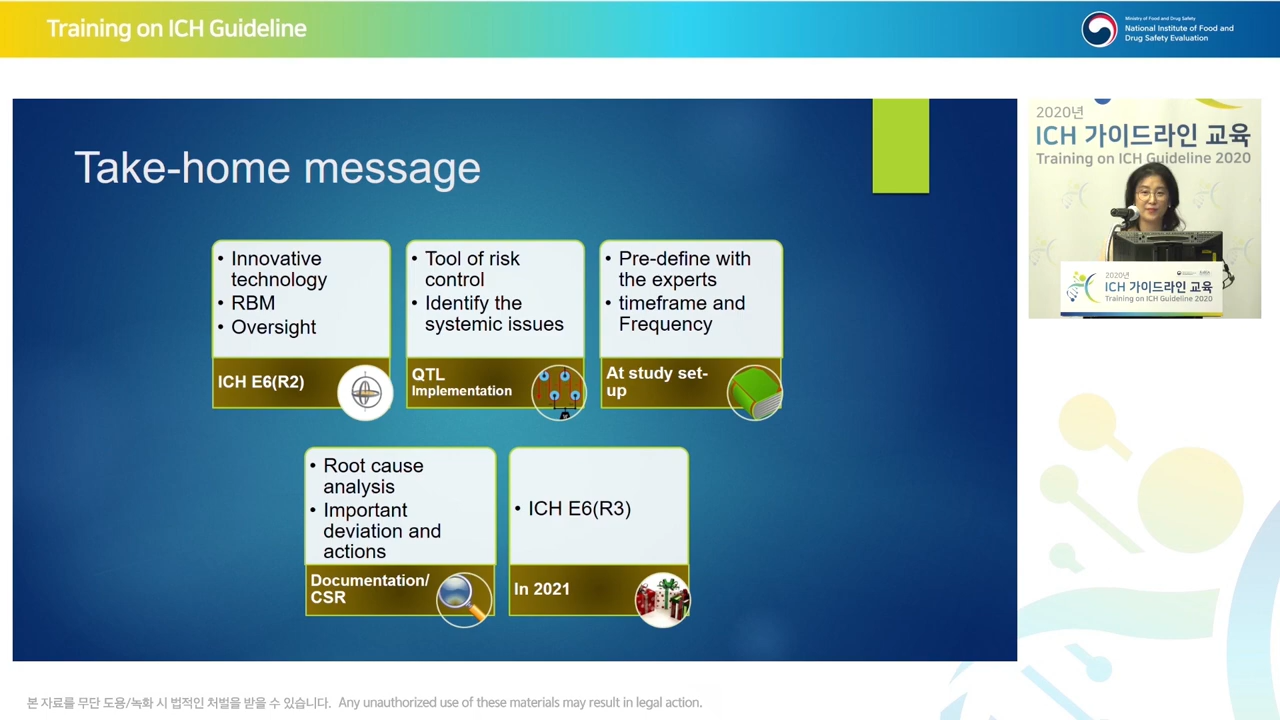 Training on ICH Guideline
Ministry of Food and Drug Safety
National Institute of Food and
Drug Safety Evaluation
Take-home message
• Innovative
technology
• RBM
• Oversight
ICH E6(R2)
• Tool of risk
control
• Identify the
systemic issues
QTL
Implementation
• Pre-define with
the experts
• timeframe and
Frequency
At study set-
up
• Root cause
analysis
• Important
deviation and
actions
Documentation/
CSR
• ICH E6(R3)
In 2021
2020년
ICH 가이드라인 교육
Training on ICH Guideline 2020
2020년
ICH 가이드라인 교육
Training on ICH Guideline 2020
본 자료를 무단 도용/녹화 시 법적인 처벌을 받을 수 있습니다. Any unauthorized use of these materials may result in legal action.